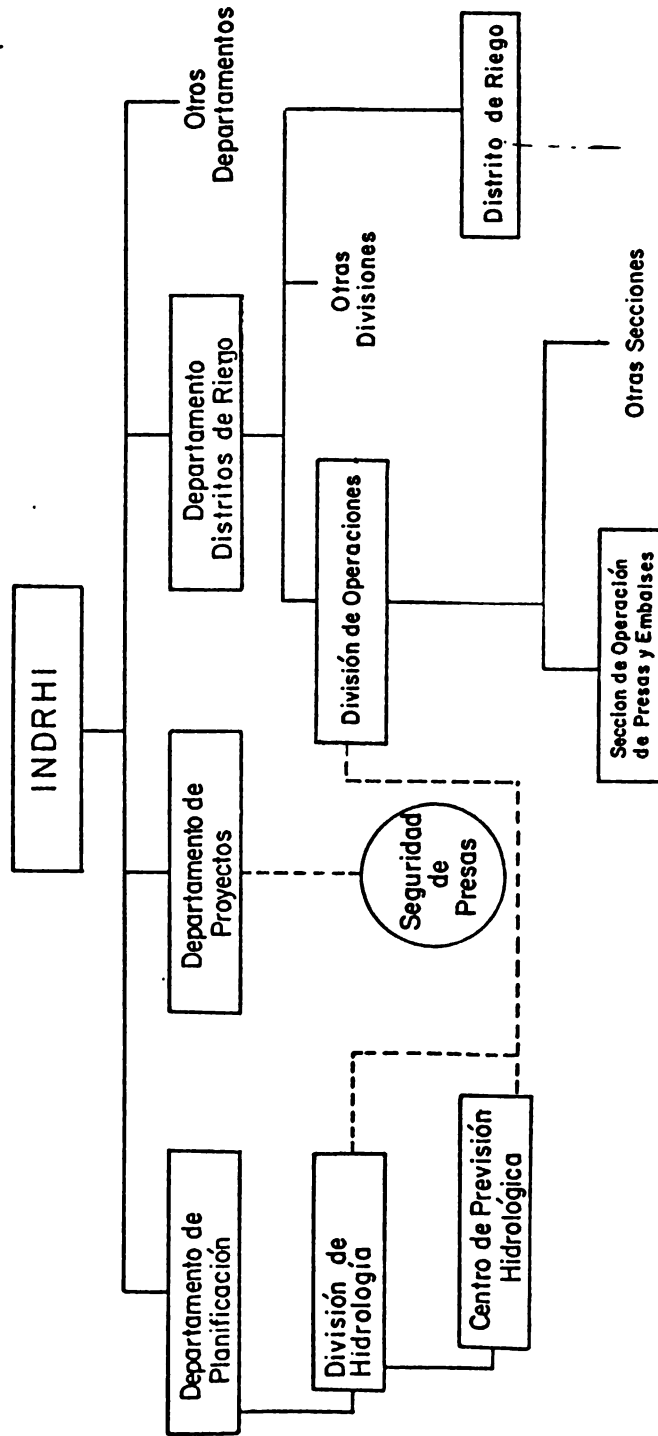 INDRHI
Departamento de
Planificación
Departamento de
Proyectos
Departamento
Distritos de Riego
Otros
Departamentos
División de
Hidrología
Seguridad
de
Presas
División de Operaciones
Otras
Divisiones
Centro de Previsión
Hidrológica
Distrito de Riego
Seccion de Operación
de Presas y Embalses
Otras Secciones